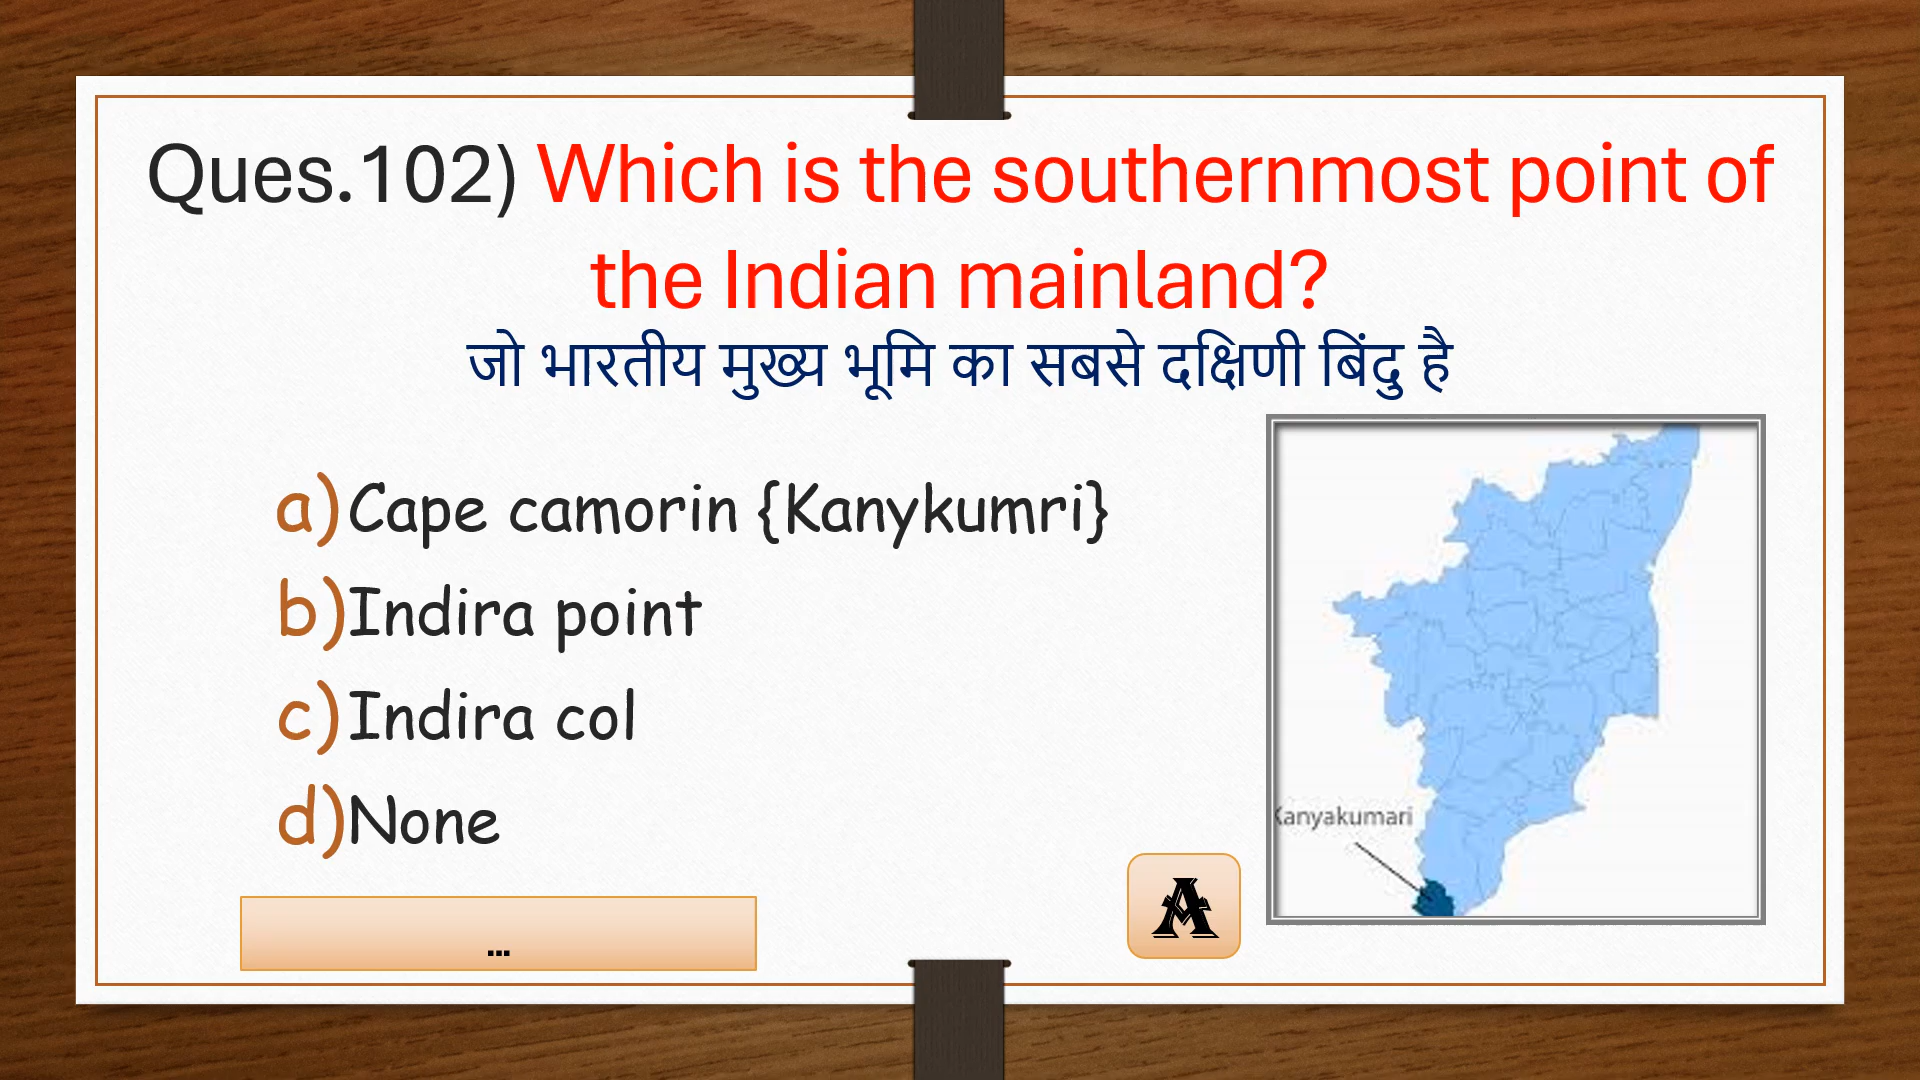 Ques.102) Which is the southernmost point of
the Indian mainland?
जो भारतीय मुख्य भूमि का सबसे दक्षिणी बिंदु है
a) Cape camorin {Kanykumri}
b) Indira point
c) Indira col
d) None
Kanyakumari
...
A